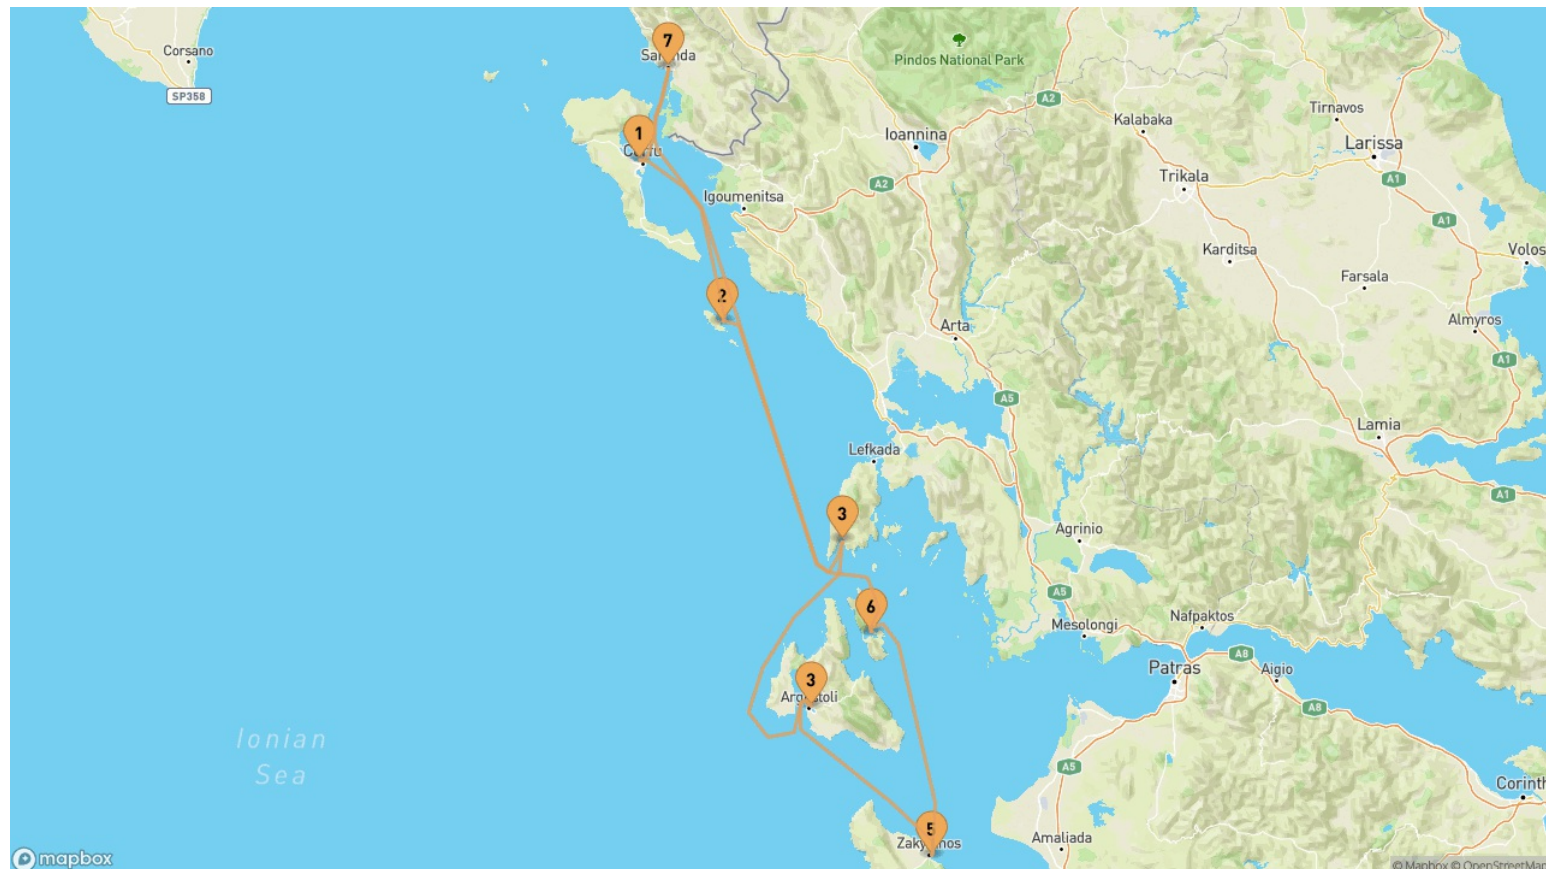 7
Corsano
SP358
Pindos National Park
A2
Tirnavos
Kalabaka
1
Ioannina
Larissa
A2
A1
Trikala
Igoumenitsa
A1
Karditsa
Volos
Farsala
2
Almyros
Arta
A1
A5
Lamia
Lefkada
A1
3
Agrinio
A5
6
Nafpaktos
Mesolongi
A8
Patras
Aigio
3
A8
Ionian
Sea
A5
Corinth
5
Amaliada
mapbox
© Mapbox © OpenStreetMap